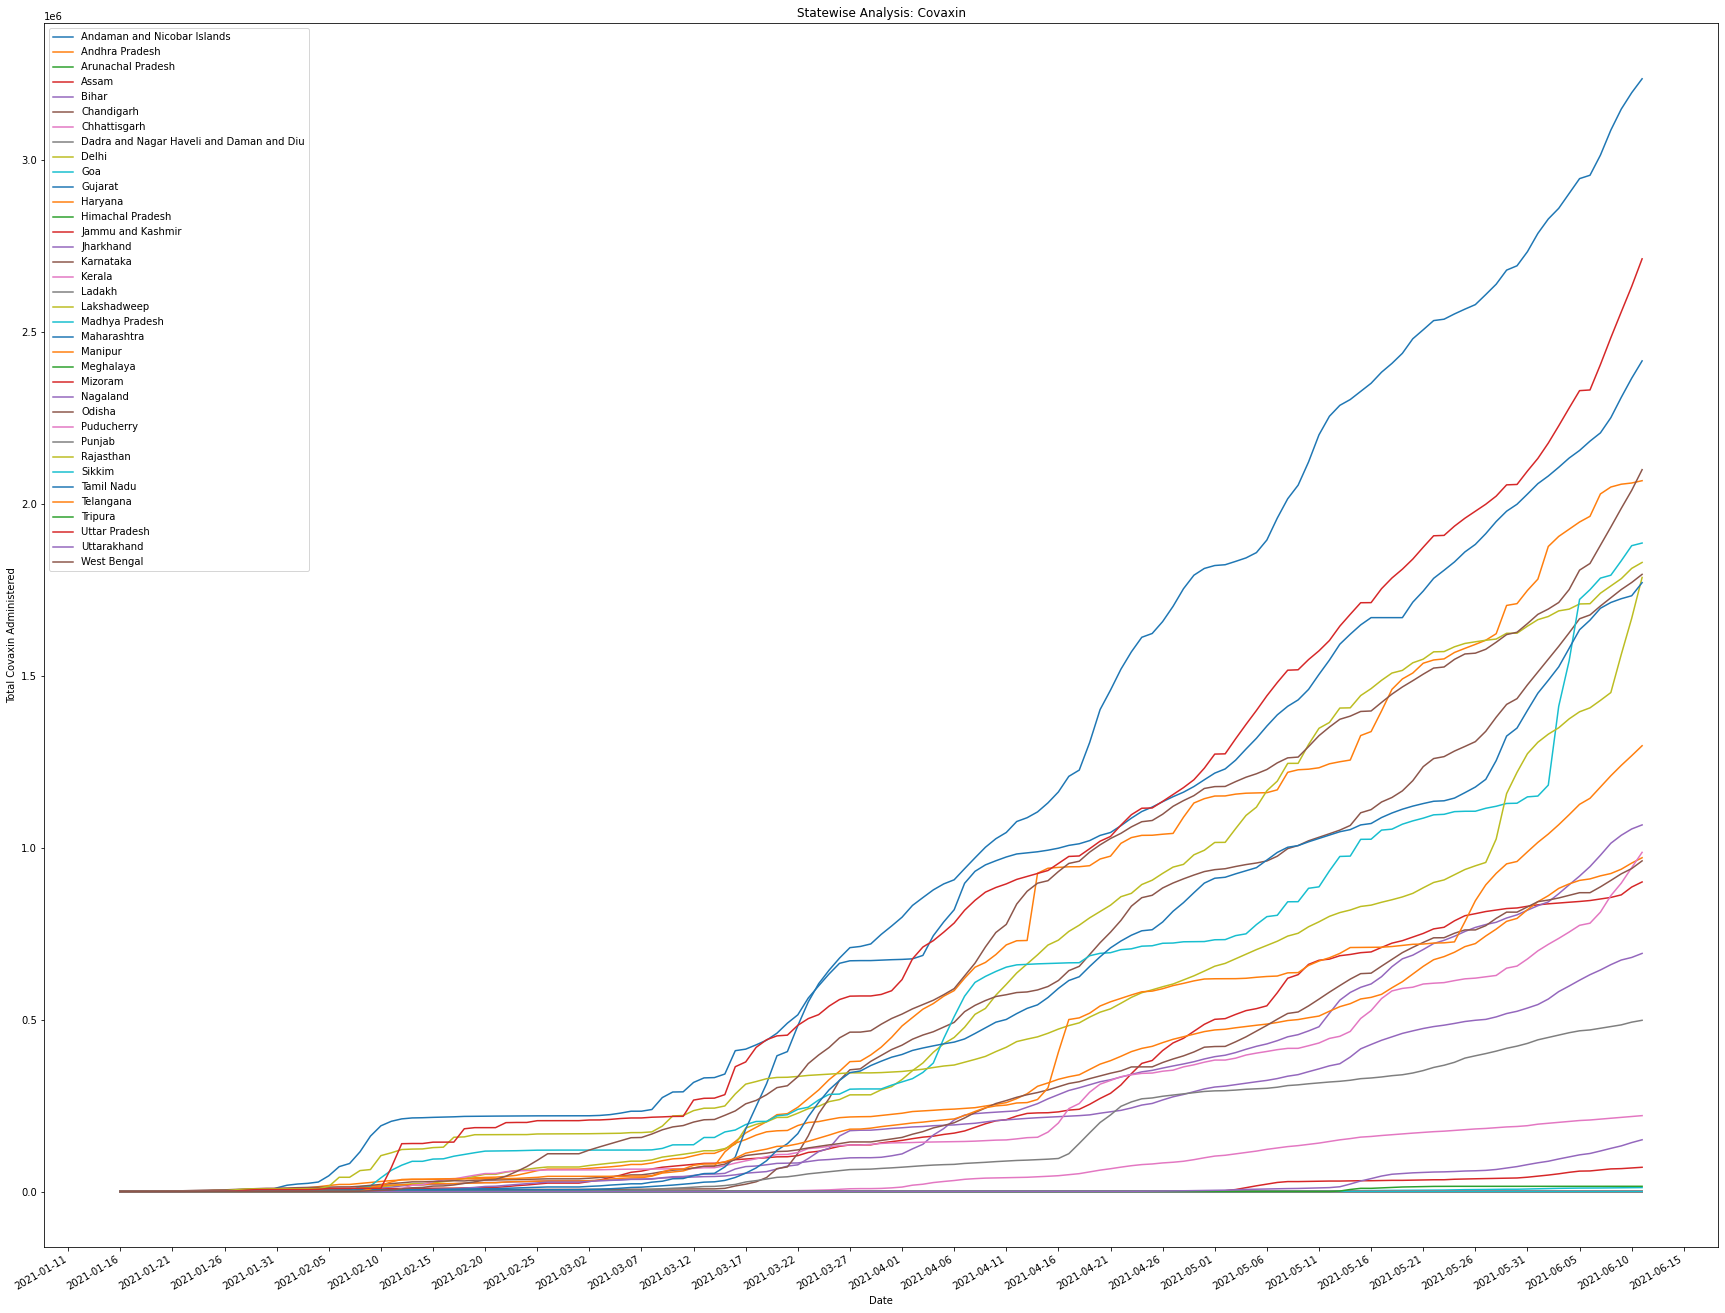 Statewise Analysis: Covaxin
1e6
Andaman and Nicobar Islands
Andhra Pradesh
Arunachal Pradesh
Assam
Bihar
Chandigarh
Chhattisgarh
Dadra and Nagar Haveli and Daman and Diu
Delhi
Goa
Gujarat
Haryana
Himachal Pradesh
Jammu and Kashmir
Jharkhand
Karnataka
Kerala
Ladakh
Lakshadweep
Madhya Pradesh
Maharashtra
Manipur
Meghalaya
Mizoram
Nagaland
Odisha
Puducherry
Punjab
Rajasthan
Sikkim
Tamil Nadu
Telangana
Tripura
Uttar Pradesh
Uttarakhand
West Bengal
Total Covaxin Administered
3.0
2.5
2.0
1.5
1.0
0.5
0.0
2021-01-11
2021-01-16
2021-01-21
2021-01-26
2021-01-31
2021-02-05
2021-02-10
2021-02-15
2021-02-20
2021-02-25
2021-03-02
2021-03-07
2021-03-12
2021-03-17
2021-03-22
2021-03-27
2021-04-01
2021-04-06
2021-04-11
2021-04-16
2021-04-21
2021-04-26
2021-05-01
2021-05-06
2021-05-11
2021-05-16
2021-05-21
2021-05-26
2021-05-31
2021-06-05
2021-06-10
2021-06-15
Date